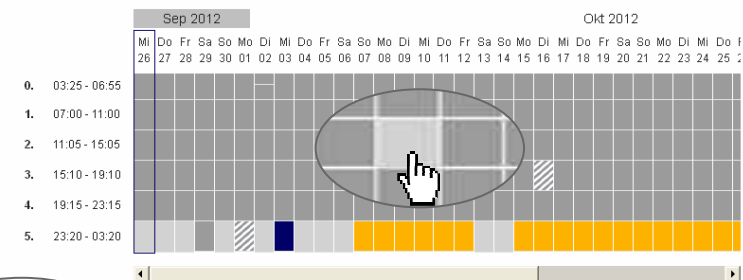 Sep 2012 Okt 2012
Mi Do Fr Sa So Mo Di Mi Do Fr Sa So Mo Di Mi Do Fr Sa So Mo Di Mi Do Fr Sa So Mo Di Mi Do
26 27 28 29 30 01 02 03 04 05 06 07 08 09 10 11 12 13 14 15 16 17 18 19 20 21 22 23 24 25
0. 03:25 - 06:55
1. 07:00 - 11:00
2. 11:05 - 15:05
3. 15:10 - 19:10
4. 19:15 - 23:15
5. 23:20 - 03:20